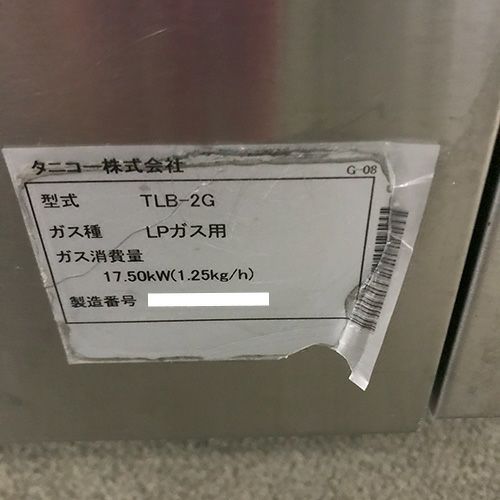 タニコー株式会社
G-08
型式 TLB-2G
ガス種 LPガス用
ガス消費量
17.50kW(1.25kg/h)
製造番号